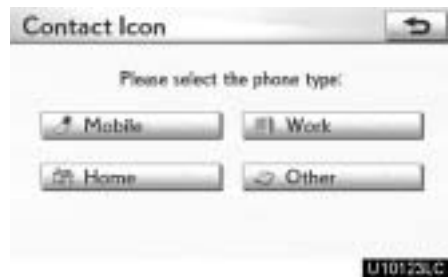 Contact Icon
Please select the phone type:
Mobile Work
Home Other
U10123LC